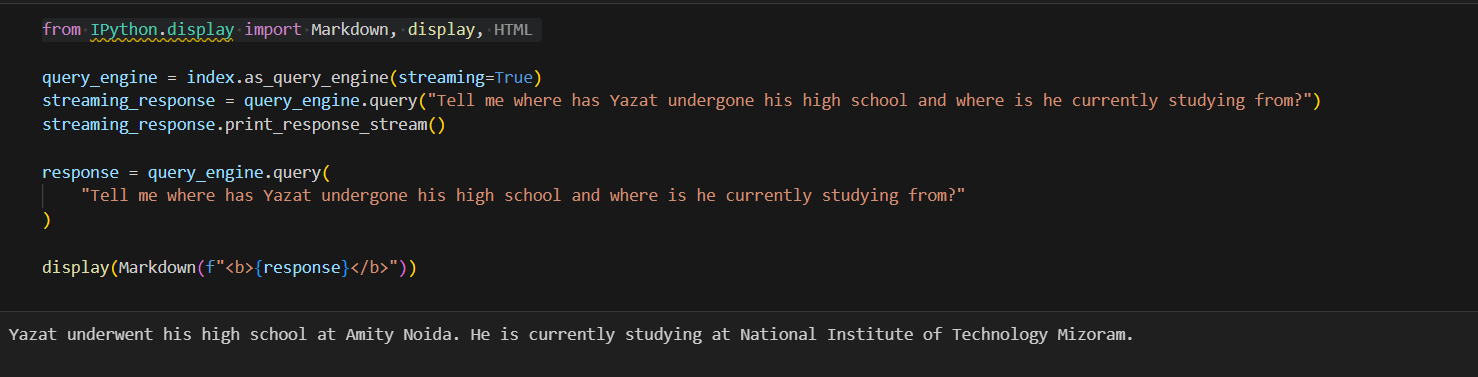 from IPython.display import Markdown, display, HTML
query_engine = index.as_query_engine(streaming=True)
streaming_response = query_engine.query("Tell me where has Yazat undergone his high school and where is he currently studying from?")
streaming_response.print_response_stream()
response = query_engine.query(
"Tell me where has Yazat undergone his high school and where is he currently studying from?"
)
display(Markdown(f"<b>{response}</b>"))
Yazat underwent his high school at Amity Noida. He is currently studying at National Institute of Technology Mizoram.